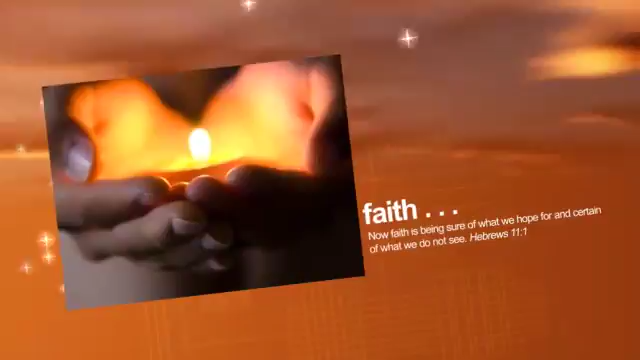 faith . . .
Now faith is being sure of what we hope for and certain
of what we do not see. Hebrews 11:1